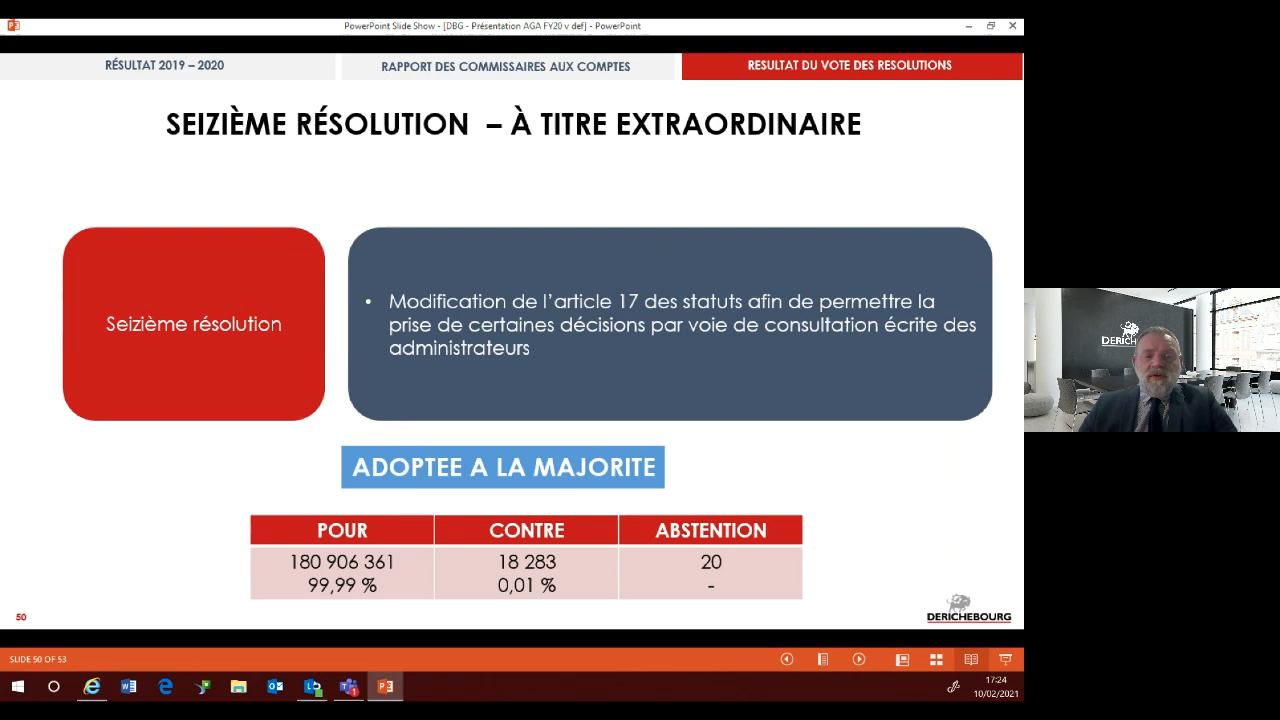 PowerPoint Slide Show - [DBG - Présentation AGA FY20 v def] - PowerPoint
RÉSULTAT 2019 – 2020
RAPPORT DES COMMISSAIRES AUX COMPTES
RESULTAT DU VOTE DES RESOLUTIONS
SEIZIÈME RÉSOLUTION – À TITRE EXTRAORDINAIRE
Seizième résolution
• Modification de l'article 17 des statuts afin de permettre la
prise de certaines décisions par voie de consultation écrite des
administrateurs
ADOPTEE A LA MAJORITE
POUR CONTRE ABSTENTION
180 906 361 18 283 20
99,99 % 0,01 % -
50
DERICHEBOURG
SLIDE 50 OF 53
17:24
10/02/2021